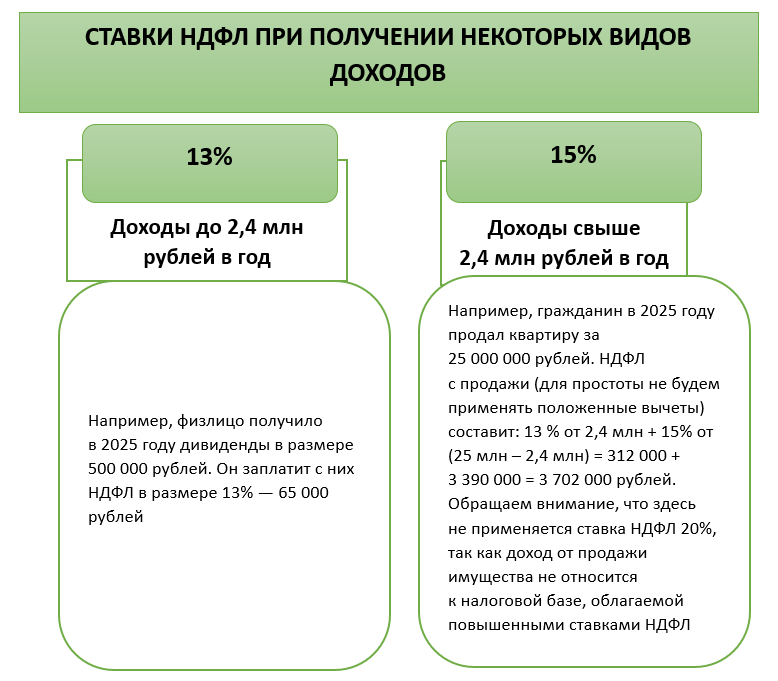 СТАВКИ НДФЛ ПРИ ПОЛУЧЕНИИ НЕКОТОРЫХ ВИДОВ
ДОХОДОВ
13%
Доходы до 2,4 млн
рублей в год
Например, физлицо получило
в 2025 году дивиденды в размере
500 000 рублей. Он заплатит с них
НДФЛ в размере 13% — 65 000
рублей
15%
Доходы свыше
2,4 млн рублей в год
Например, гражданин в 2025 году
продал квартиру за
25 000 000 рублей. НДФЛ
с продажи (для простоты не будем
применять положенные вычеты)
составит: 13 % от 2,4 млн + 15% от
(25 млн – 2,4 млн) = 312 000 +
3 390 000 = 3 702 000 рублей.
Обращаем внимание, что здесь
не применяется ставка НДФЛ 20%,
так как доход от продажи
имущества не относится
к налоговой базе, облагаемой
повышенными ставками НДФЛ